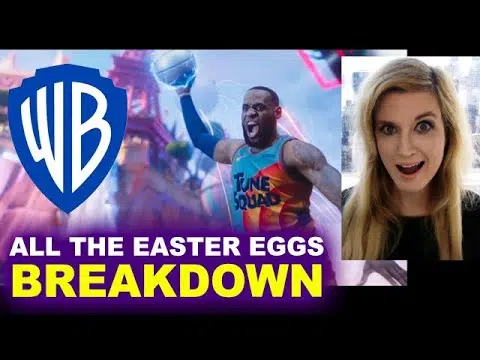 WB
TUNE
SQUAD
ALL THE EASTER EGGS
BREAKDOWN